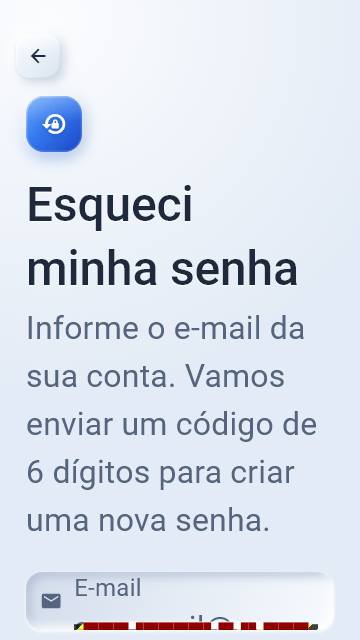 Esqueci
minha senha
Informe o e-mail da
sua conta. Vamos
enviar um código de
6 dígitos para criar
uma nova senha.
E-mail